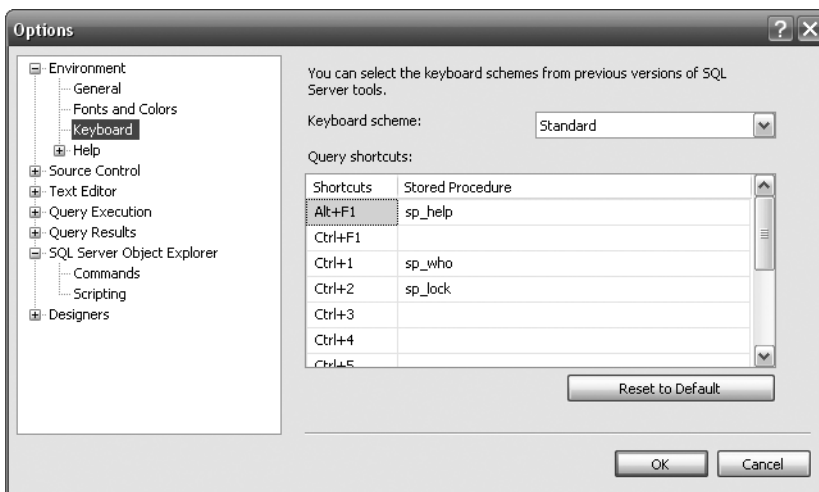 Options
Environment
General
Fonts and Colors
Keyboard
Help
Source Control
Text Editor
Query Execution
Query Results
SQL Server Object Explorer
Commands
Scripting
Designers
You can select the keyboard schemes from previous versions of SQL
Server tools.
Keyboard scheme: Standard
Query shortcuts:
Shortcuts Stored Procedure
Alt+F1 sp_help
Ctrl+F1
Ctrl+1 sp_who
Ctrl+2 sp_lock
Ctrl+3
Ctrl+4
Ctrl+5
Reset to Default
OK Cancel